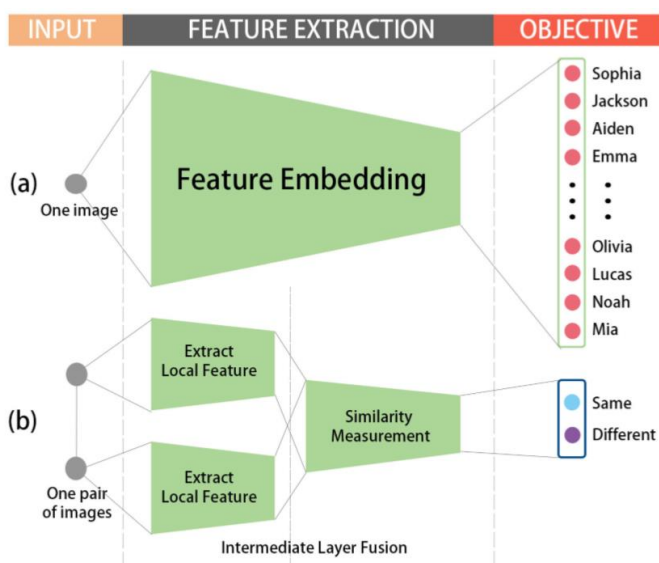 INPUT
FEATURE EXTRACTION
OBJECTIVE
(a)
One image
Feature Embedding
Sophia
Jackson
Aiden
Emma
Olivia
Lucas
Noah
Mia
(b)
One pair
of images
Extract
Local Feature
Extract
Local Feature
Similarity
Measurement
Same
Different
Intermediate Layer Fusion